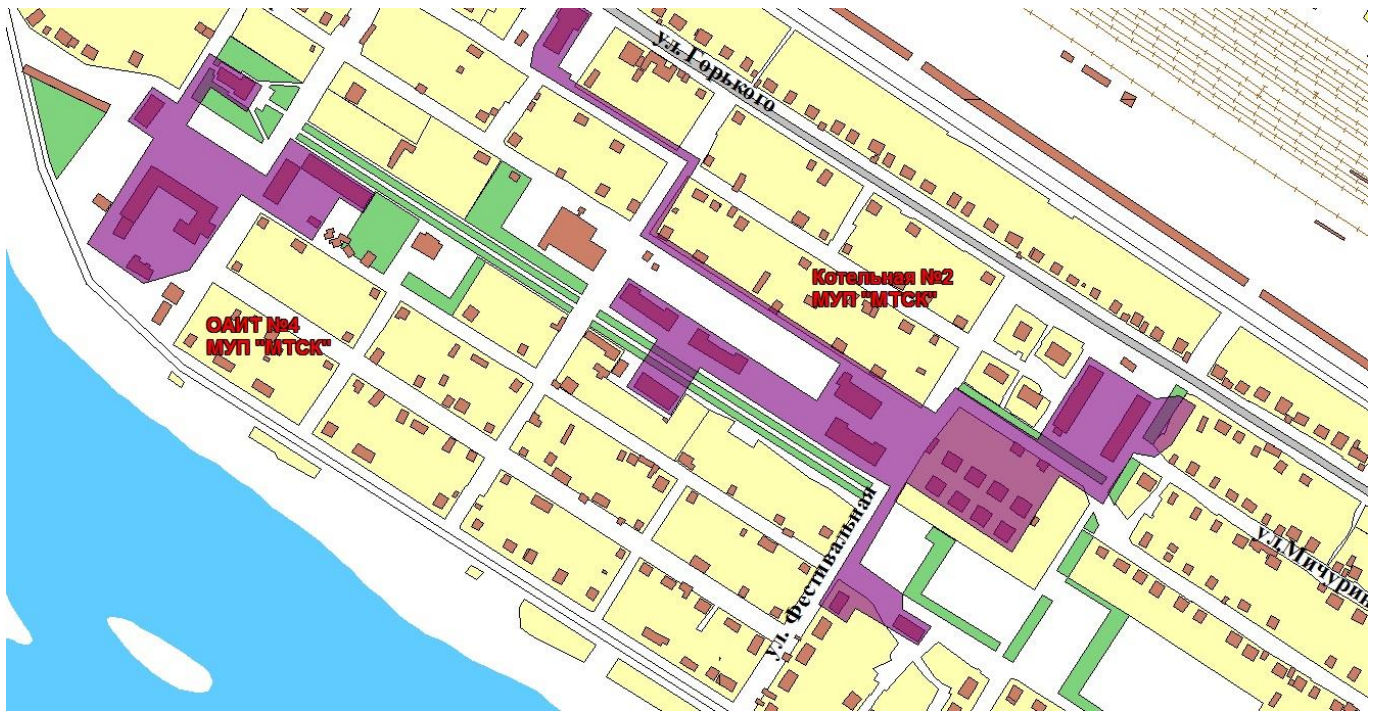 ул. Горького
Котельная №2
МУП "МТСК"
ОАИТ №4
МУП "МТСК"
ул. Фестивальная
ул.Мичурин